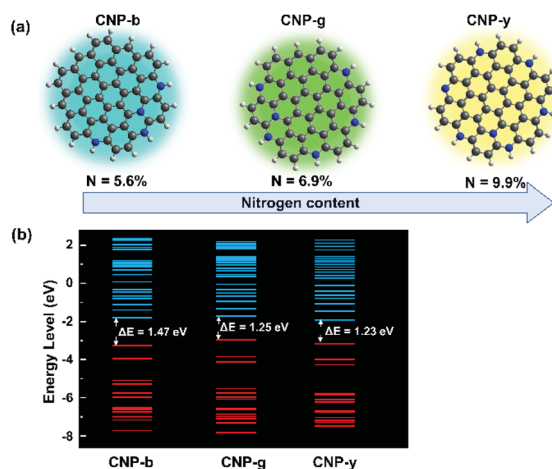 (a)
CNP-b CNP-g CNP-y
N = 5.6% N = 6.9% N = 9.9%
Nitrogen content
(b)
Energy Level (eV)
2
0
-2
-4
-6
-8
ΔE = 1.47 eV ΔE = 1.25 eV ΔE = 1.23 eV
CNP-b CNP-g CNP-y